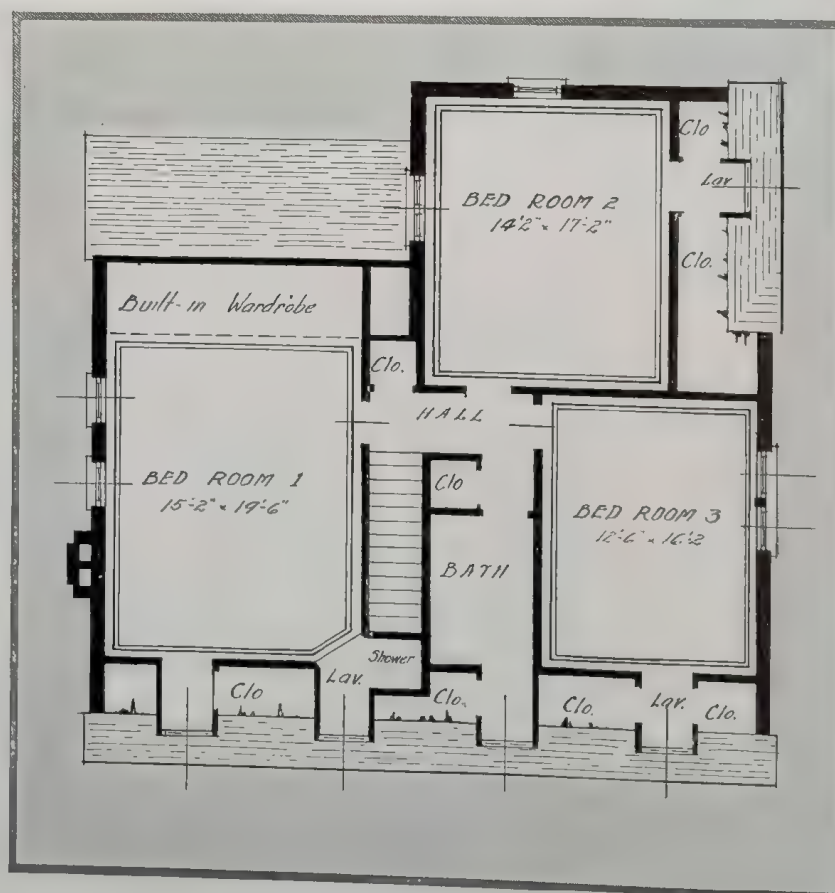 Clo
BED ROOM 2
14'2" x 17'-2"
Lav
Clo.
Built-in Wardrobe
Clo.
HALL
BED ROOM 1
15'-2" x 19'-6"
Clo
BED ROOM 3
12'-6" x 16'-2
BATH
Shower
Lav.
Clo
Clo.
Clo.
Lav.
Clo.